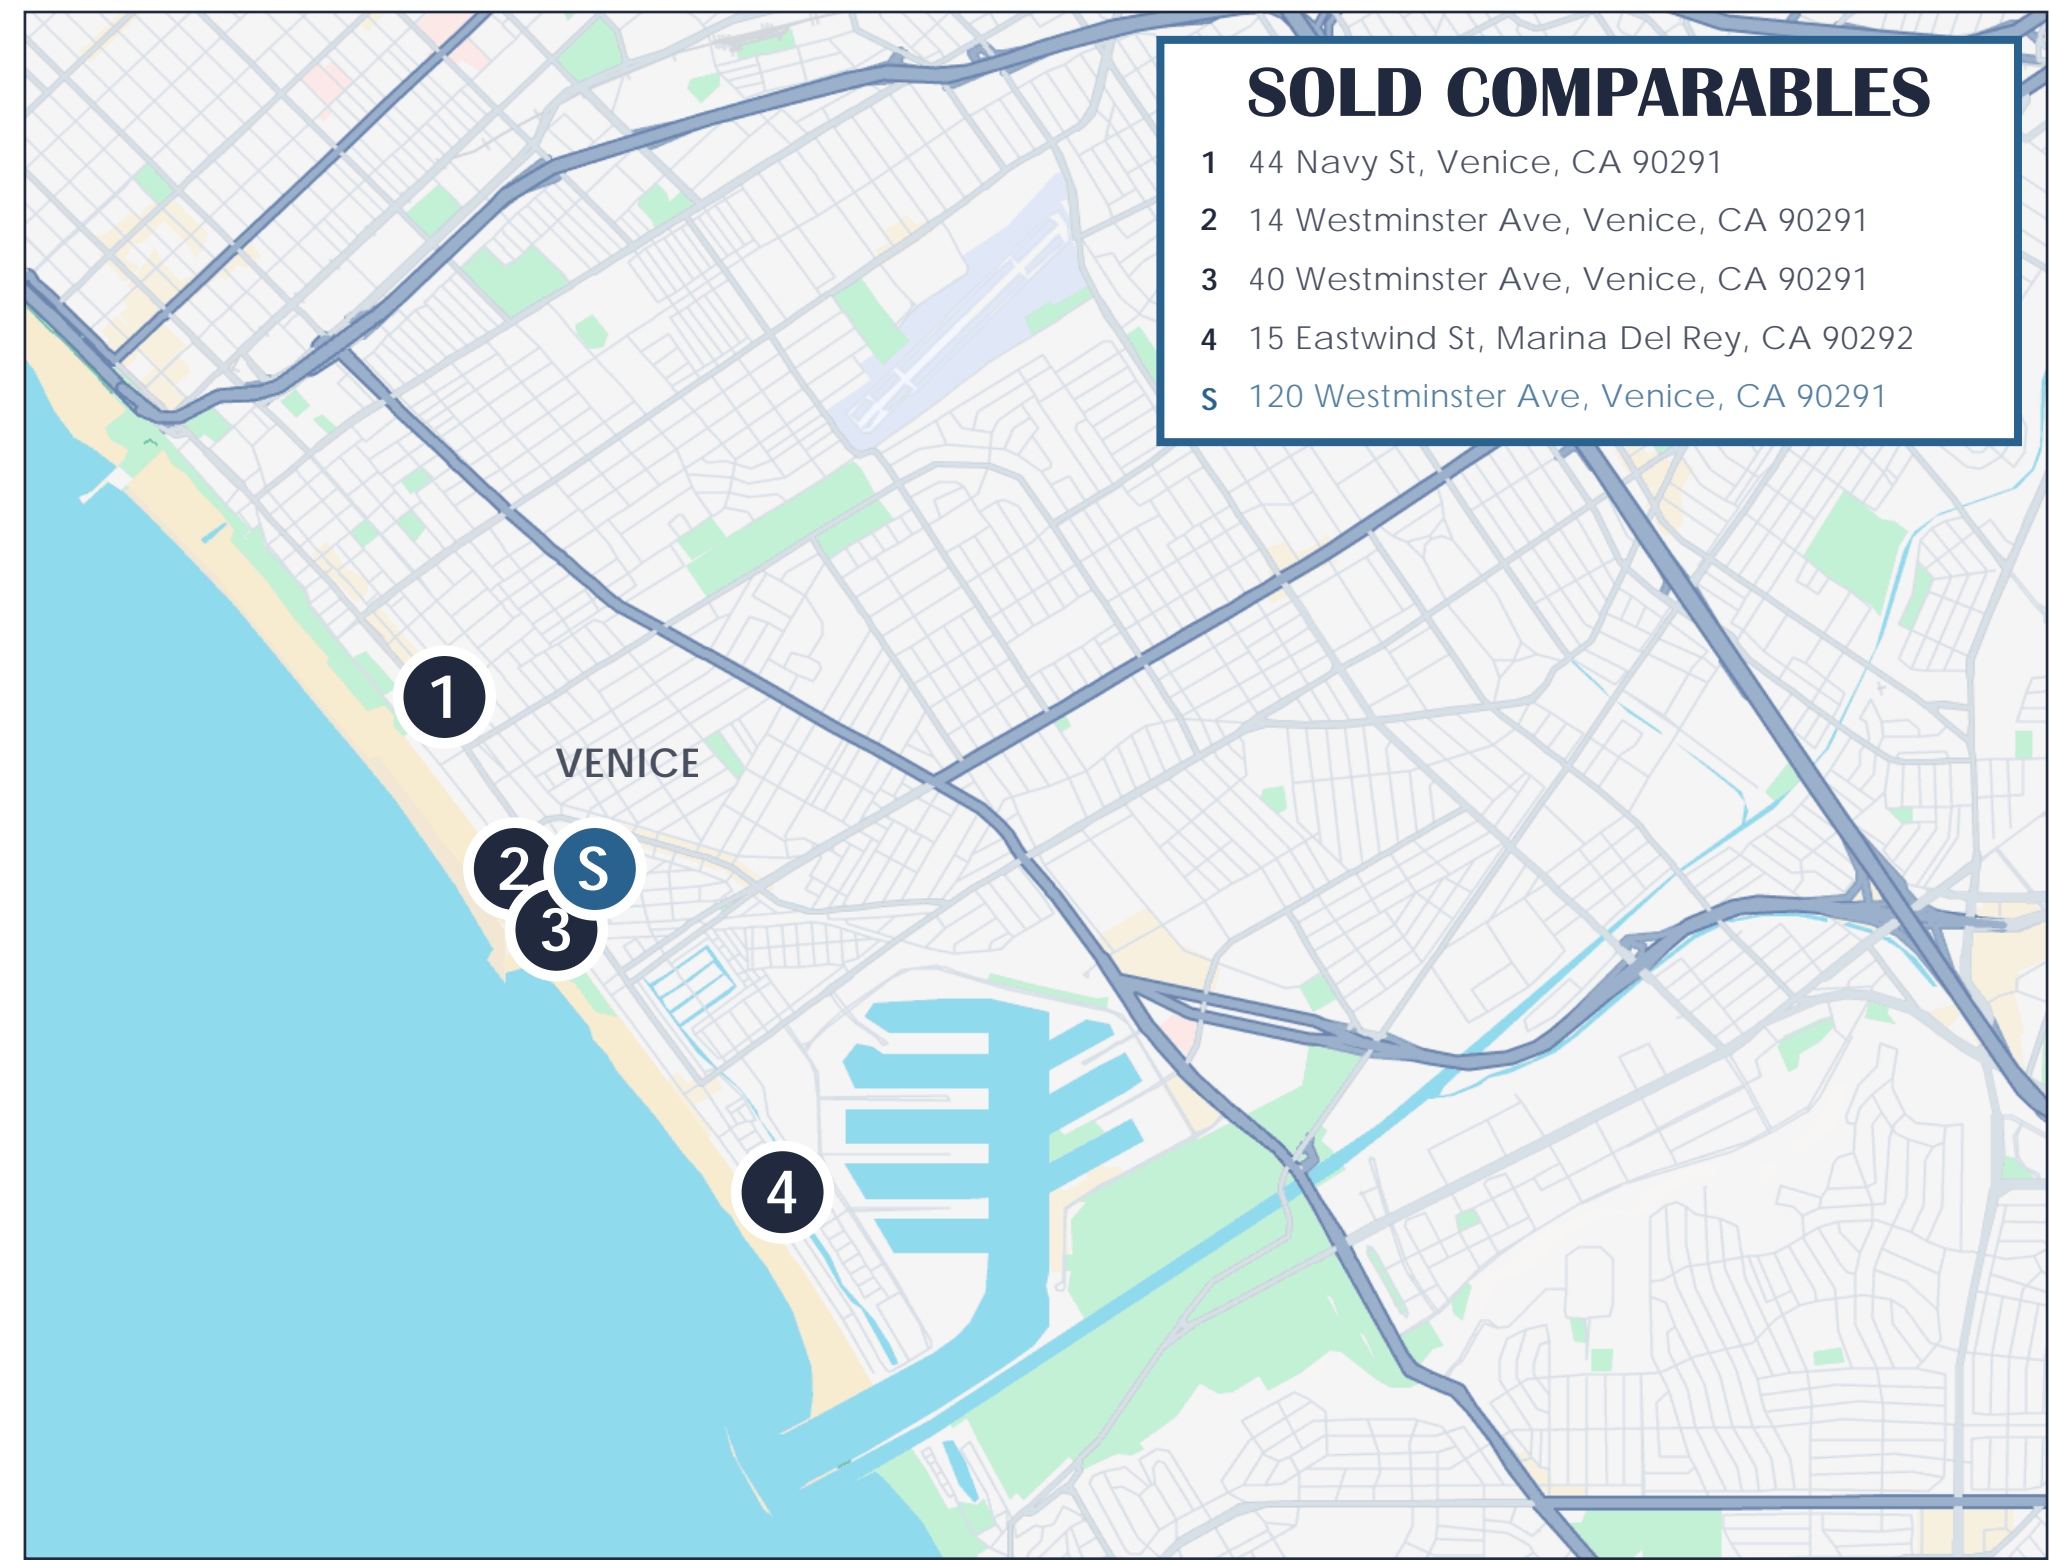 SOLD COMPARABLES
1 44 Navy St, Venice, CA 90291
2 14 Westminster Ave, Venice, CA 90291
3 40 Westminster Ave, Venice, CA 90291
4 15 Eastwind St, Marina Del Rey, CA 90292
S 120 Westminster Ave, Venice, CA 90291
1
VENICE
2 S
3
4